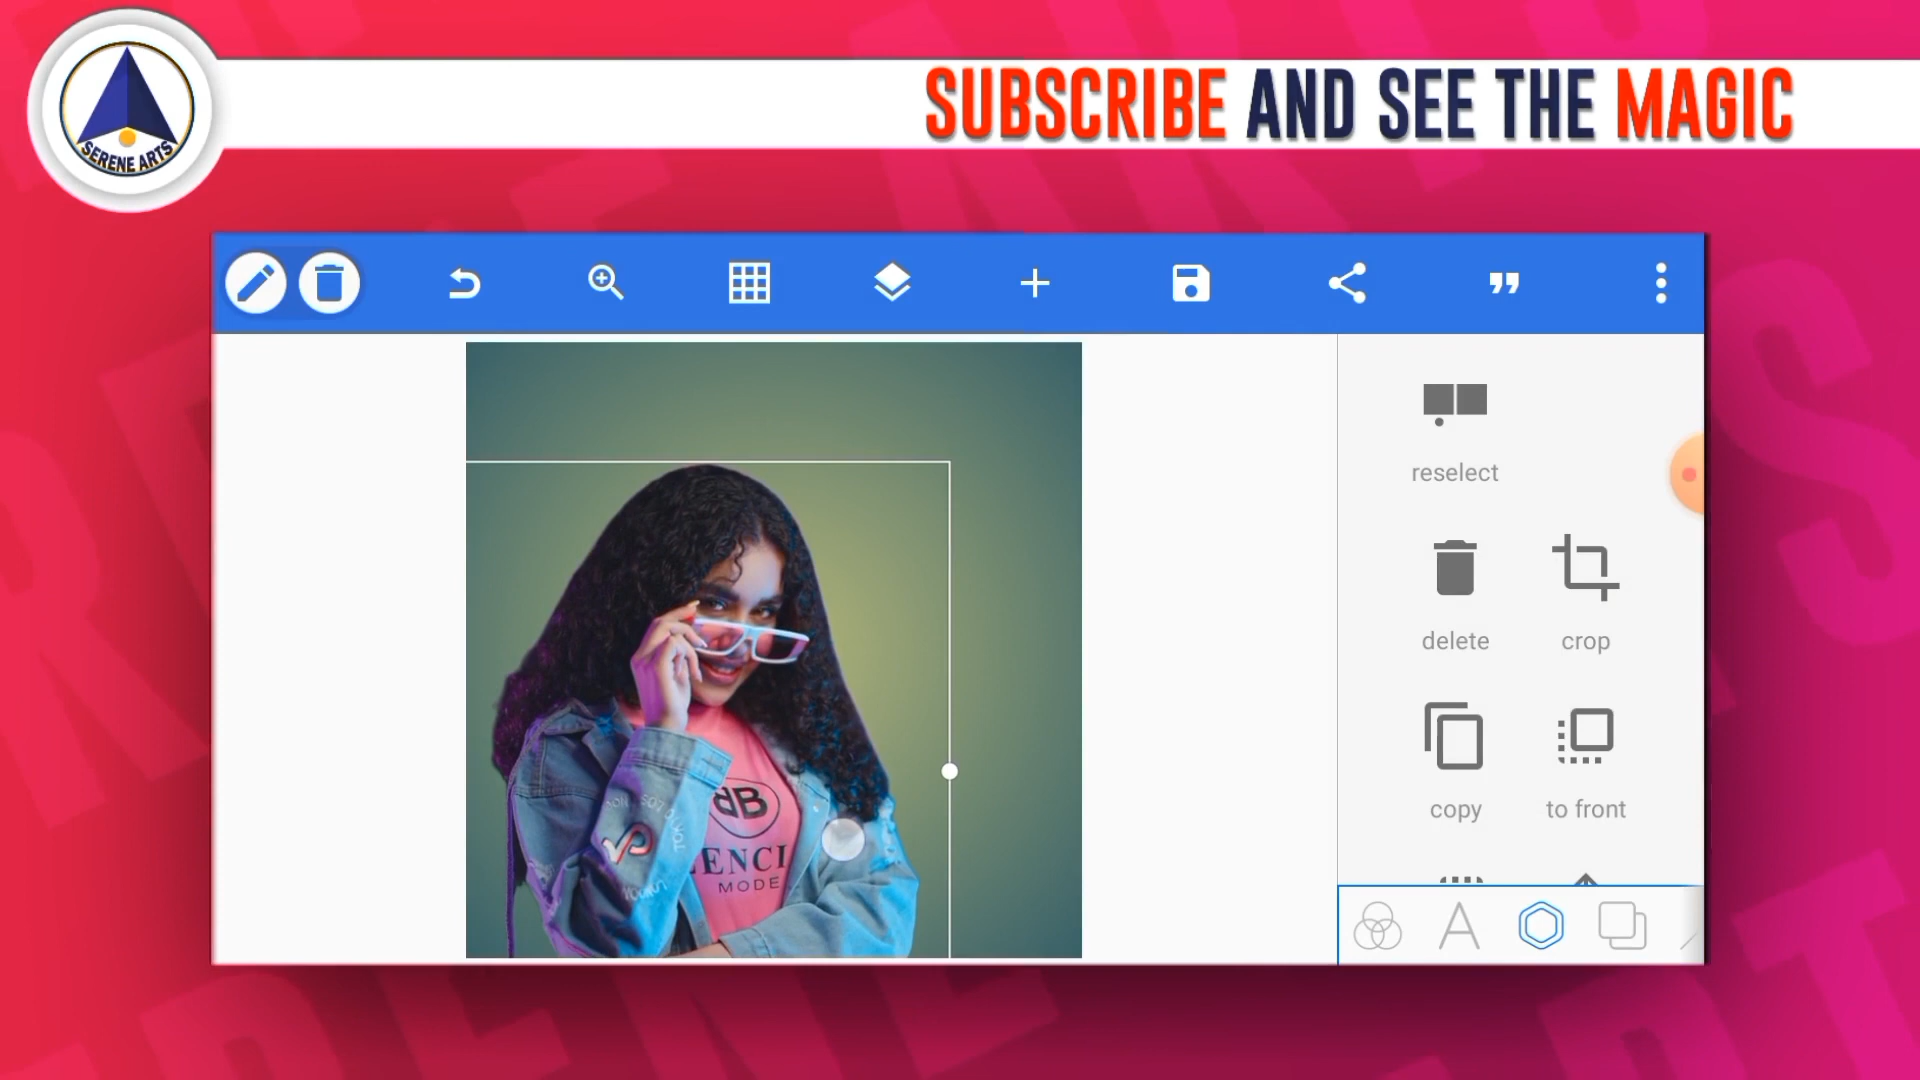 SUBSCRIBE AND SEE THE MAGIC
SERENE ARTS
reselect
delete
crop
copy
to front
ENCI
MODE